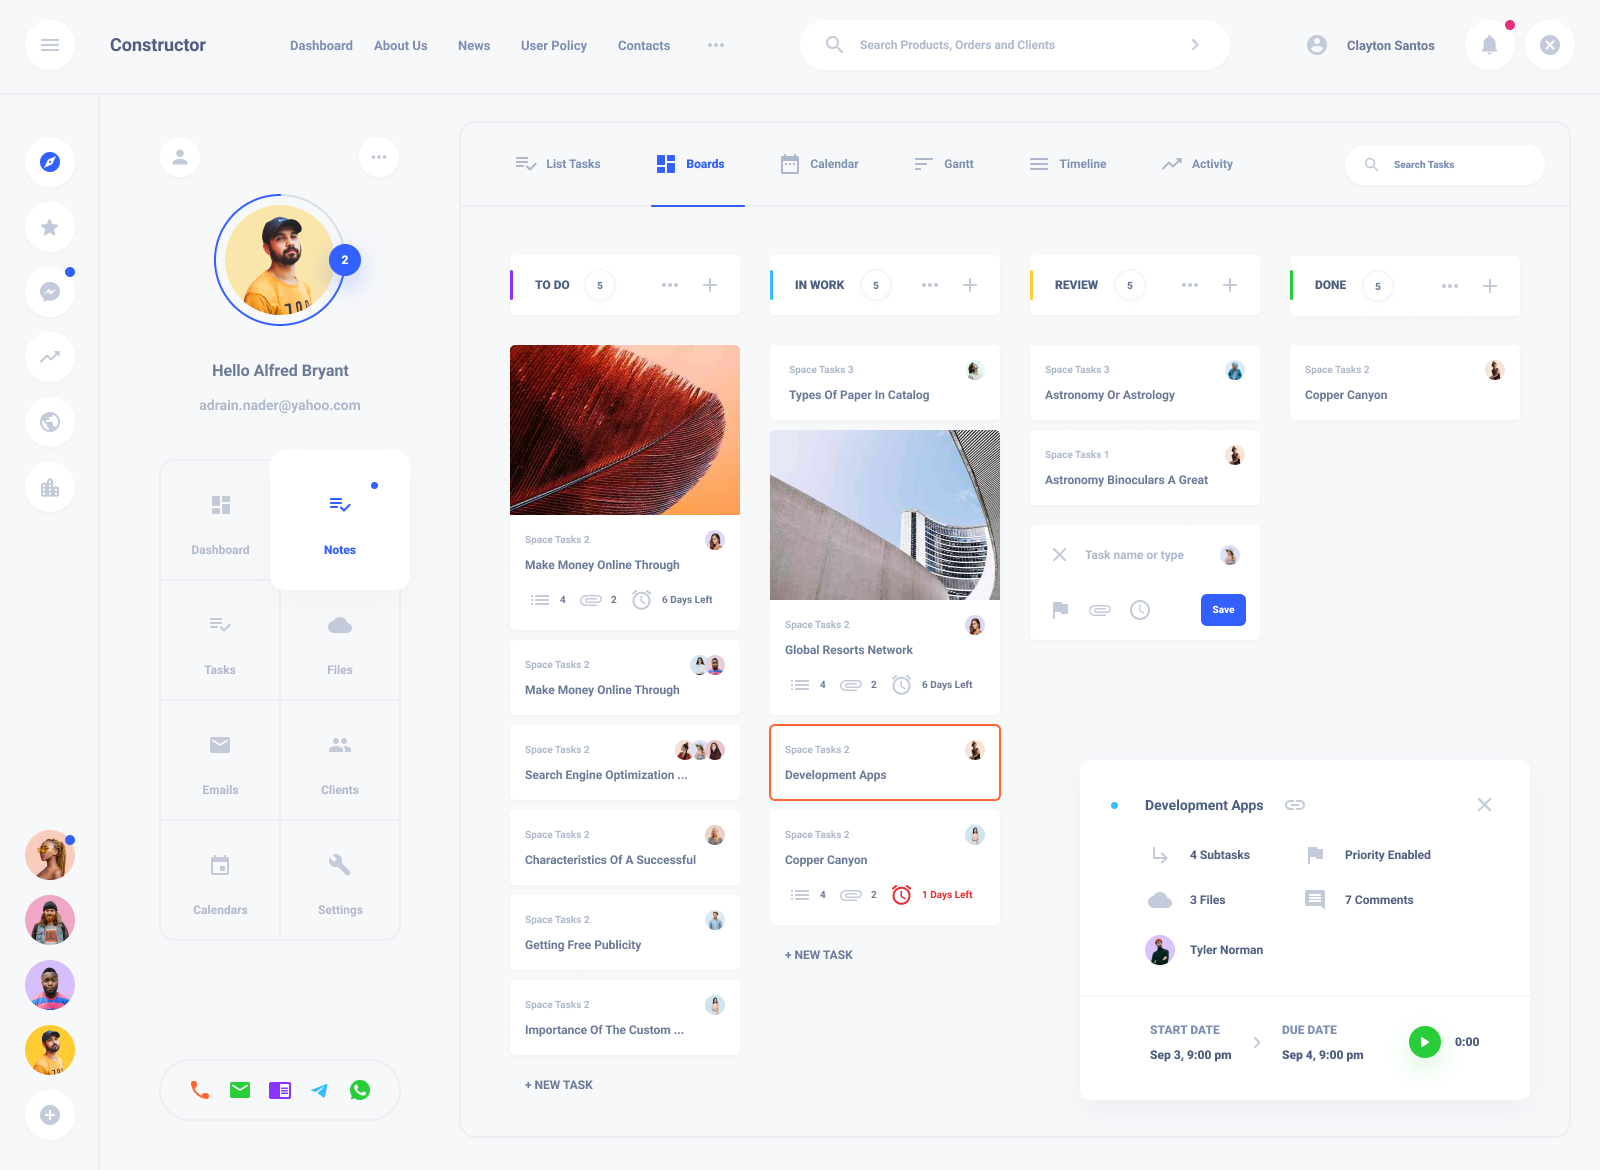 Constructor
Dashboard
About Us
News
User Policy
Contacts
Search Products, Orders and Clients
Clayton Santos
2
Hello Alfred Bryant
adrain.nader@yahoo.com
Dashboard
Notes
Tasks
Files
Emails
Clients
Calendars
Settings
List Tasks
Boards
Calendar
Gantt
Timeline
Activity
Search Tasks
TO DO
5
Space Tasks 2
Make Money Online Through
4
2
6 Days Left
Space Tasks 2
Make Money Online Through
Space Tasks 2
Search Engine Optimization ...
Space Tasks 2
Characteristics Of A Successful
Space Tasks 2
Getting Free Publicity
Space Tasks 2
Importance Of The Custom ...
+ NEW TASK
IN WORK
5
Space Tasks 3
Types Of Paper In Catalog
Space Tasks 2
Global Resorts Network
4
2
6 Days Left
Space Tasks 2
Development Apps
Space Tasks 2
Copper Canyon
4
2
1 Days Left
+ NEW TASK
REVIEW
5
Space Tasks 3
Astronomy Or Astrology
Space Tasks 1
Astronomy Binoculars A Great
Task name or type
Save
DONE
5
Space Tasks 2
Copper Canyon
Development Apps
4 Subtasks
Priority Enabled
3 Files
7 Comments
Tyler Norman
START DATE
Sep 3, 9:00 pm
DUE DATE
Sep 4, 9:00 pm
0:00